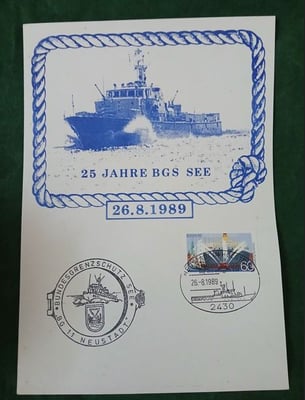 25 JAHRE BGS SEE
26.8.1989
BUNDESGRENZSCHUTZ SEE
BG 11 NEUSTADT
60
26.-8.1989
2430